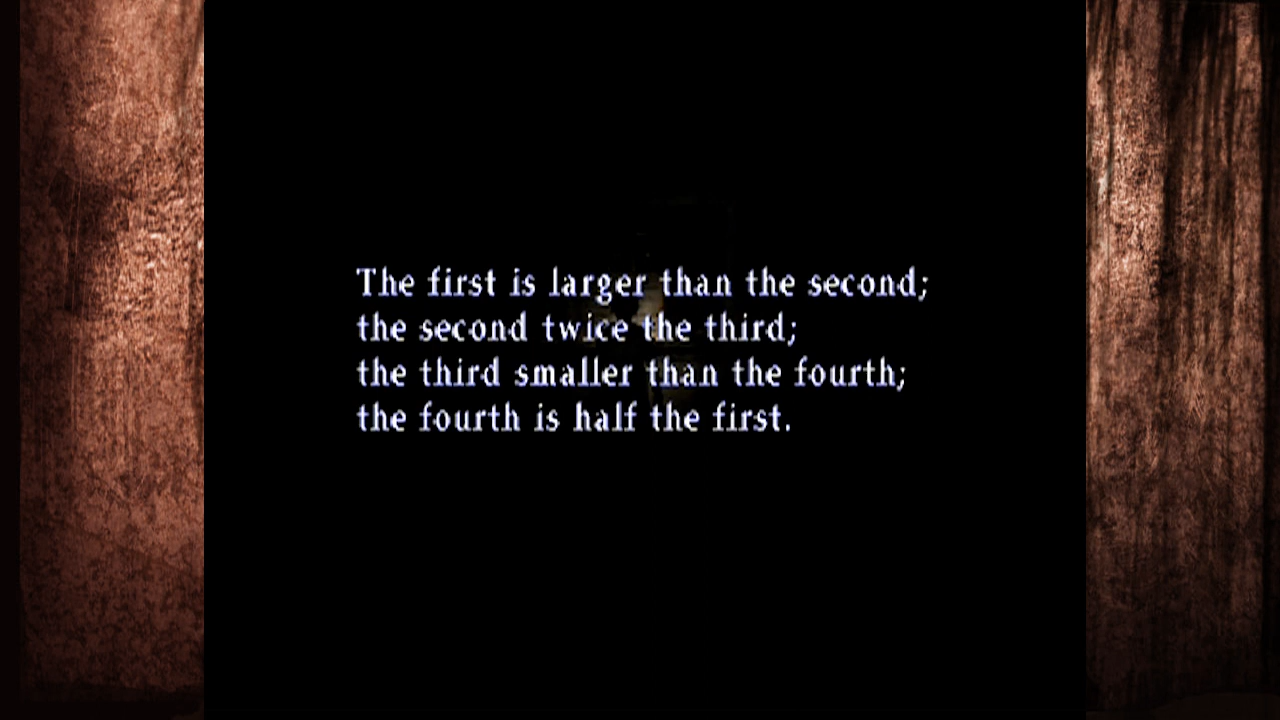 The first is larger than the second;
the second twice the third;
the third smaller than the fourth;
the fourth is half the first.